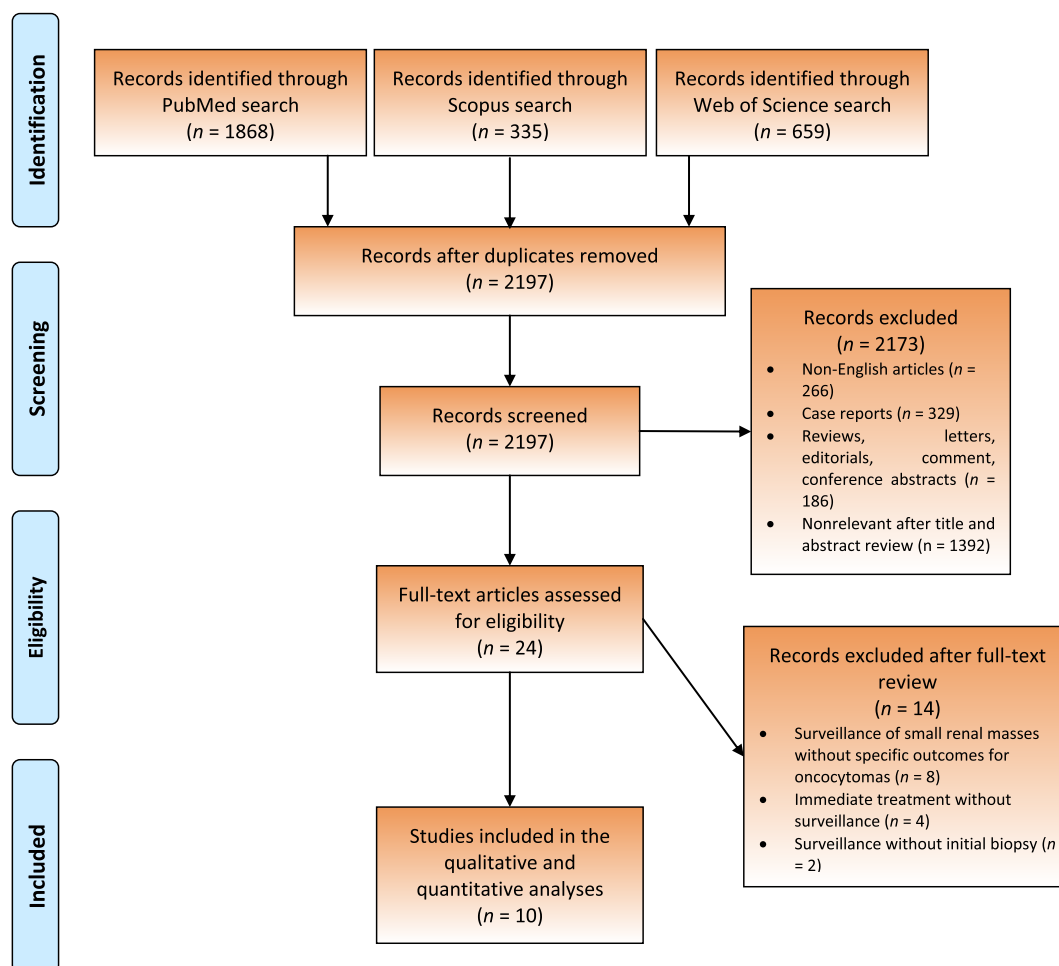 Identification
Records identified through
PubMed search
(n = 1868)
Records identified through
Scopus search
(n = 335)
Records identified through
Web of Science search
(n = 659)
Records after duplicates removed
(n = 2197)
Screening
Records screened
(n = 2197)
Records excluded
(n = 2173)
• Non-English articles (n =
266)
• Case reports (n = 329)
• Reviews, letters,
editorials, comment,
conference abstracts (n =
186)
• Nonrelevant after title and
abstract review (n = 1392)
Eligibility
Full-text articles assessed
for eligibility
(n = 24)
Records excluded after full-text
review
(n = 14)
• Surveillance of small renal masses
without specific outcomes for
oncocytomas (n = 8)
• Immediate treatment without
surveillance (n = 4)
• Surveillance without initial biopsy (n
= 2)
Included
Studies included in the
qualitative and
quantitative analyses
(n = 10)